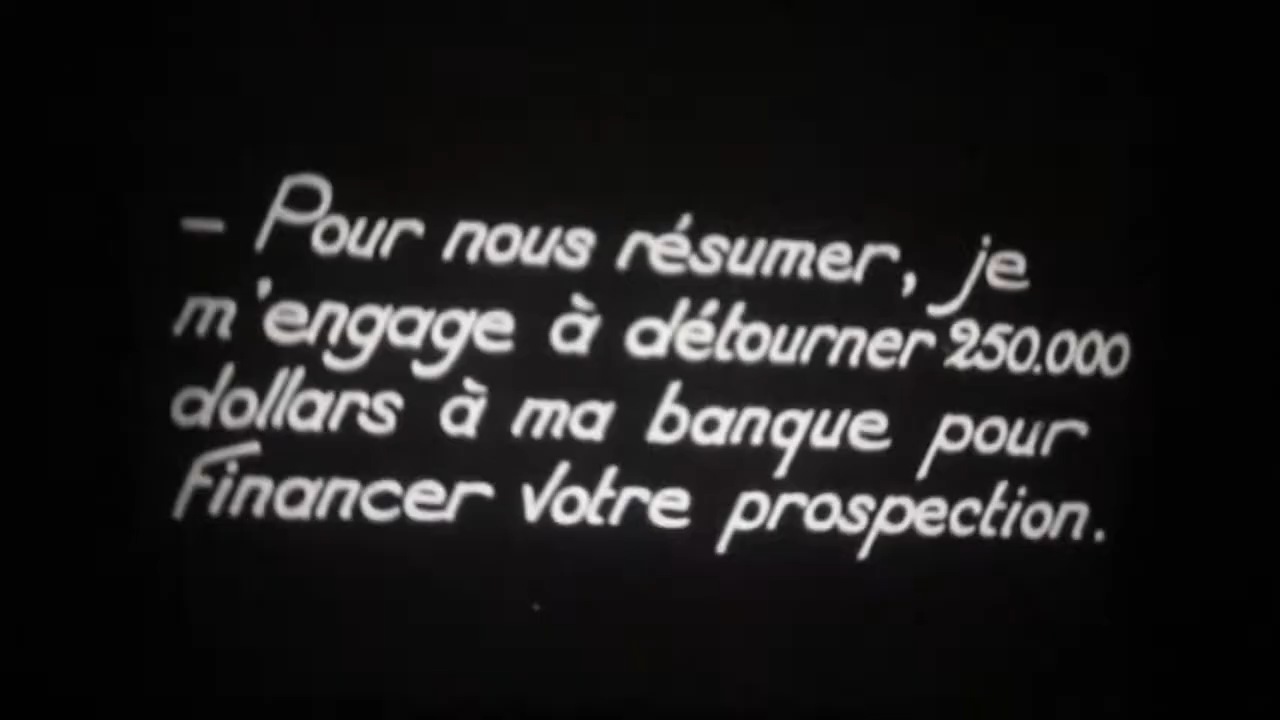 – Pour nous résumer, je
m'engage à détourner 250.000
dollars à ma banque pour
financer votre prospection.